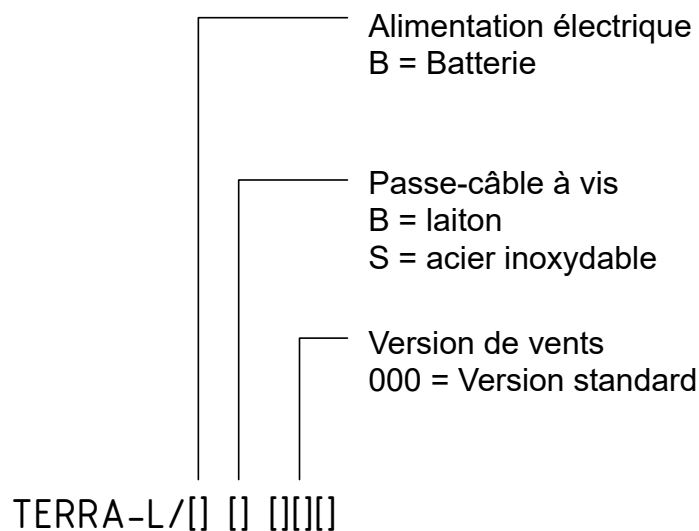 Alimentation électrique
B = Batterie
Passe-câble à vis
B = laiton
S = acier inoxydable
Version de vents
000 = Version standard
TERRA-L/[] [] [][][]